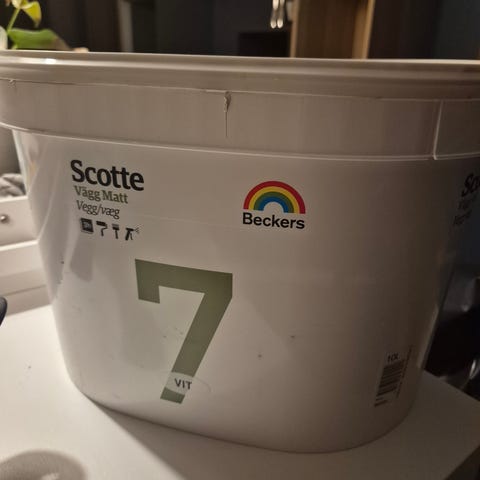 Scotte
Vägg Matt
Vegg/væg
Beckers
7
VIT
10L